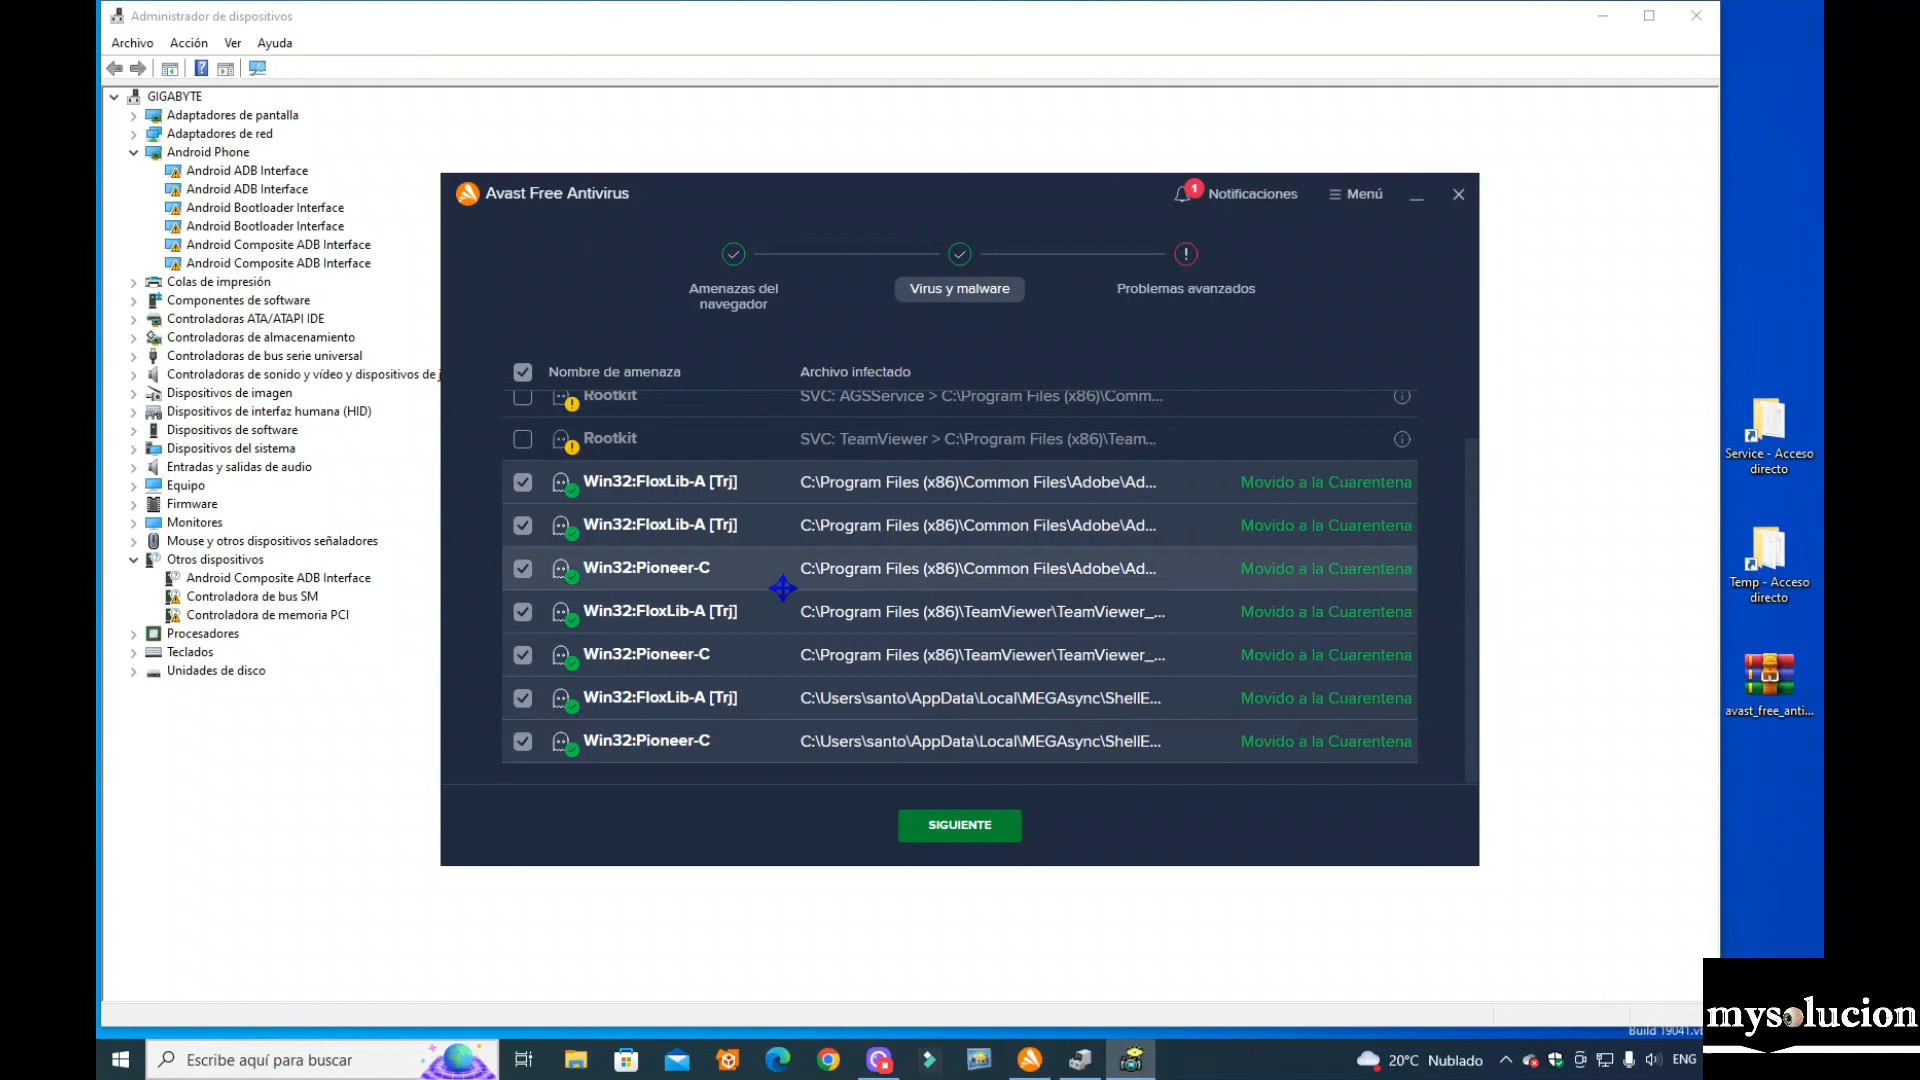 Administrador de dispositivos
Archivo Acción Ver Ayuda
GIGABYTE
Adaptadores de pantalla
Adaptadores de red
Android Phone
Android ADB Interface
Android ADB Interface
Android Bootloader Interface
Android Bootloader Interface
Android Composite ADB Interface
Android Composite ADB Interface
Colas de impresión
Componentes de software
Controladoras ATA/ATAPI IDE
Controladoras de almacenamiento
Controladoras de bus serie universal
Controladoras de sonido y vídeo y dispositivos de j
Dispositivos de imagen
Dispositivos de interfaz humana (HID)
Dispositivos de software
Dispositivos del sistema
Entradas y salidas de audio
Equipo
Firmware
Monitores
Mouse y otros dispositivos señaladores
Otros dispositivos
Android Composite ADB Interface
Controladora de bus SM
Controladora de memoria PCI
Procesadores
Teclados
Unidades de disco
Avast Free Antivirus
1 Notificaciones Menú
Amenazas del
navegador
Virus y malware
Problemas avanzados
Nombre de amenaza Archivo infectado
Rootkit SVC: AGSService > C:\Program Files (x86)\Comm...
Rootkit SVC: TeamViewer > C:\Program Files (x86)\Team...
Win32:FloxLib-A [Trj] C:\Program Files (x86)\Common Files\Adobe\Ad... Movido a la Cuarentena
Win32:FloxLib-A [Trj] C:\Program Files (x86)\Common Files\Adobe\Ad... Movido a la Cuarentena
Win32:Pioneer-C C:\Program Files (x86)\Common Files\Adobe\Ad... Movido a la Cuarentena
Win32:FloxLib-A [Trj] C:\Program Files (x86)\TeamViewer\TeamViewer_... Movido a la Cuarentena
Win32:Pioneer-C C:\Program Files (x86)\TeamViewer\TeamViewer_... Movido a la Cuarentena
Win32:FloxLib-A [Trj] C:\Users\santo\AppData\Local\MEGAsync\ShellE... Movido a la Cuarentena
Win32:Pioneer-C C:\Users\santo\AppData\Local\MEGAsync\ShellE... Movido a la Cuarentena
SIGUIENTE
Service - Acceso
directo
Temp - Acceso
directo
avast_free_anti...
Build 19041.vb
mysolucion
Escribe aquí para buscar
20°C Nublado
ENG